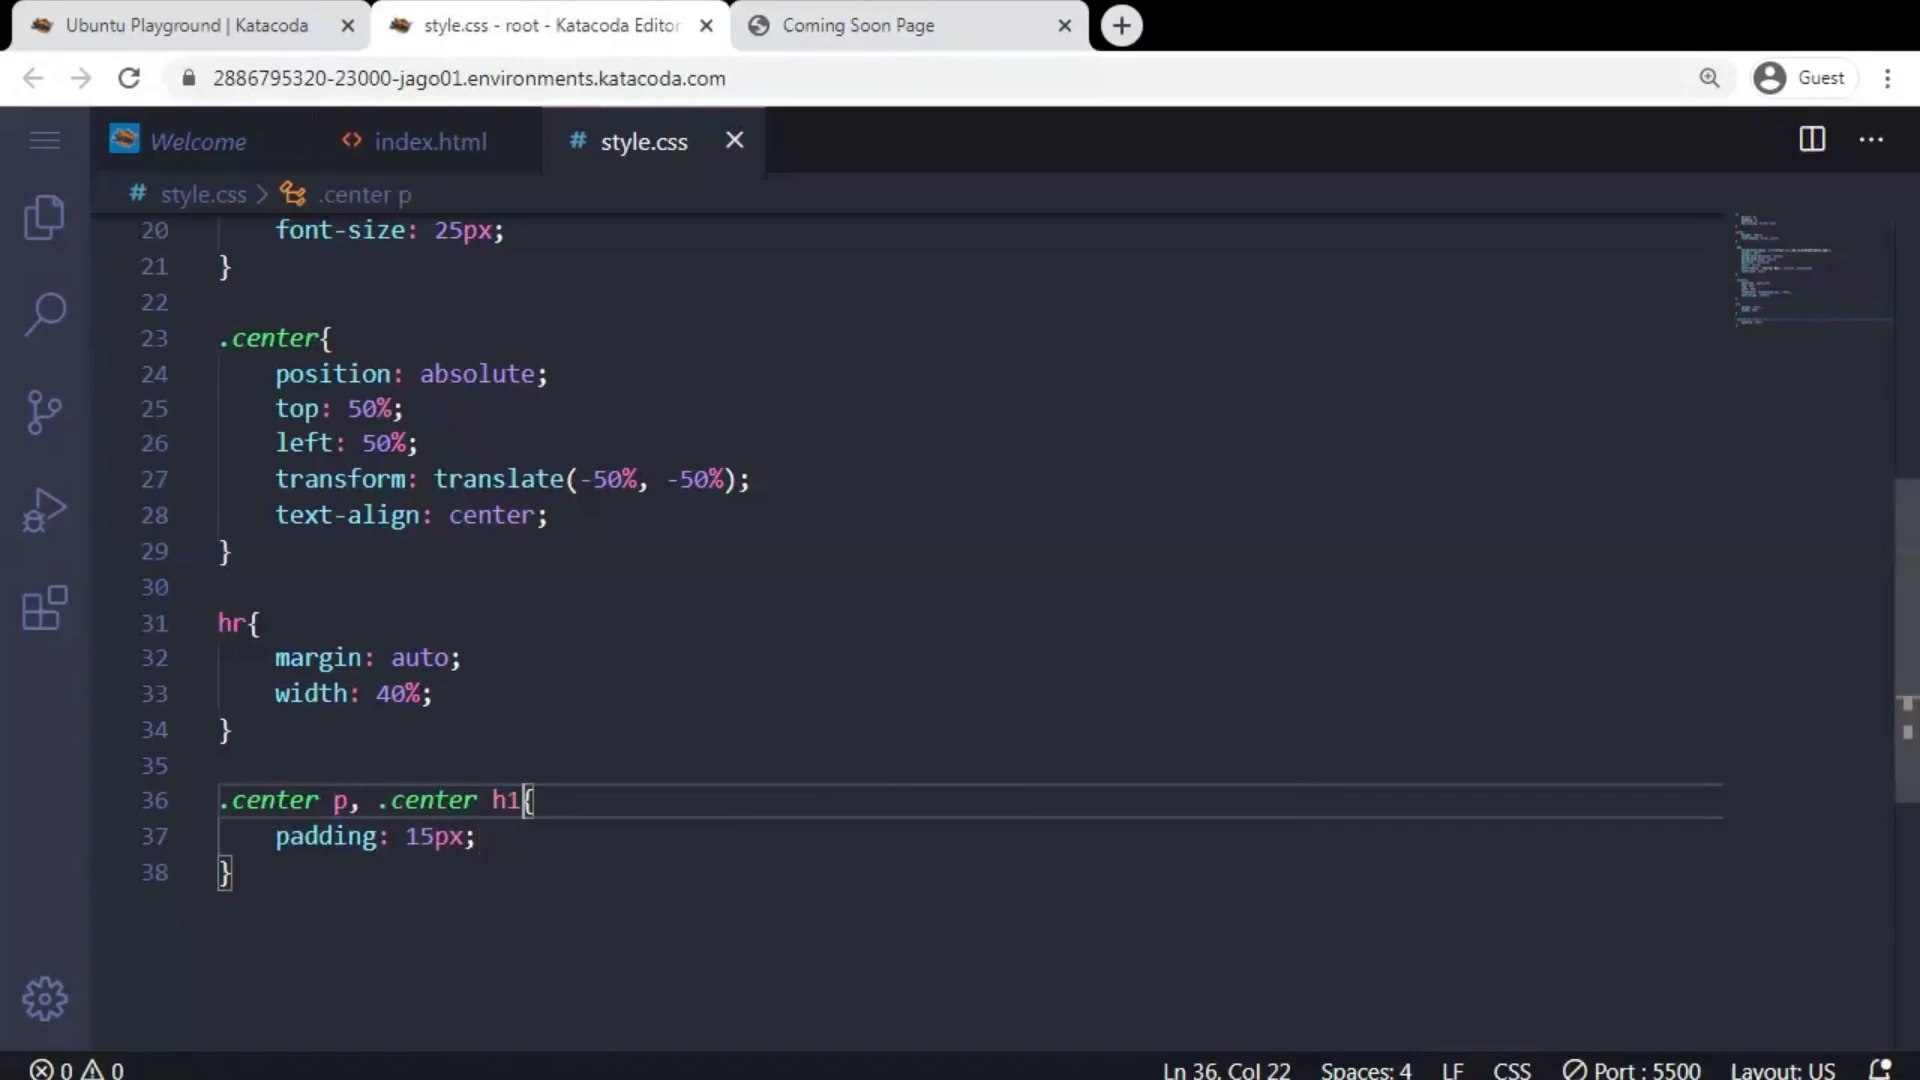 Ubuntu Playground | Katacoda
style.css - root - Katacoda Editor
Coming Soon Page
2886795320-23000-jago01.environments.katacoda.com
Guest
Welcome
<> index.html
# style.css
# style.css > .center p
20 font-size: 25px;
21 }
22
23 .center{
24 position: absolute;
25 top: 50%;
26 left: 50%;
27 transform: translate(-50%, -50%);
28 text-align: center;
29 }
30
31 hr{
32 margin: auto;
33 width: 40%;
34 }
35
36 .center p, .center h1{
37 padding: 15px;
38 }
0 0 Ln 36, Col 22 Spaces: 4 LF CSS Port : 5500 Layout: US